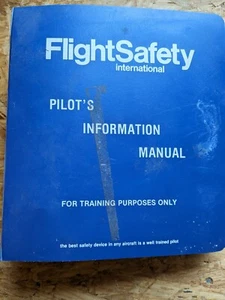 FlightSafety
international
PILOT'S
INFORMATION
MANUAL
FOR TRAINING PURPOSES ONLY
the best safety device in any aircraft is a well trained pilot